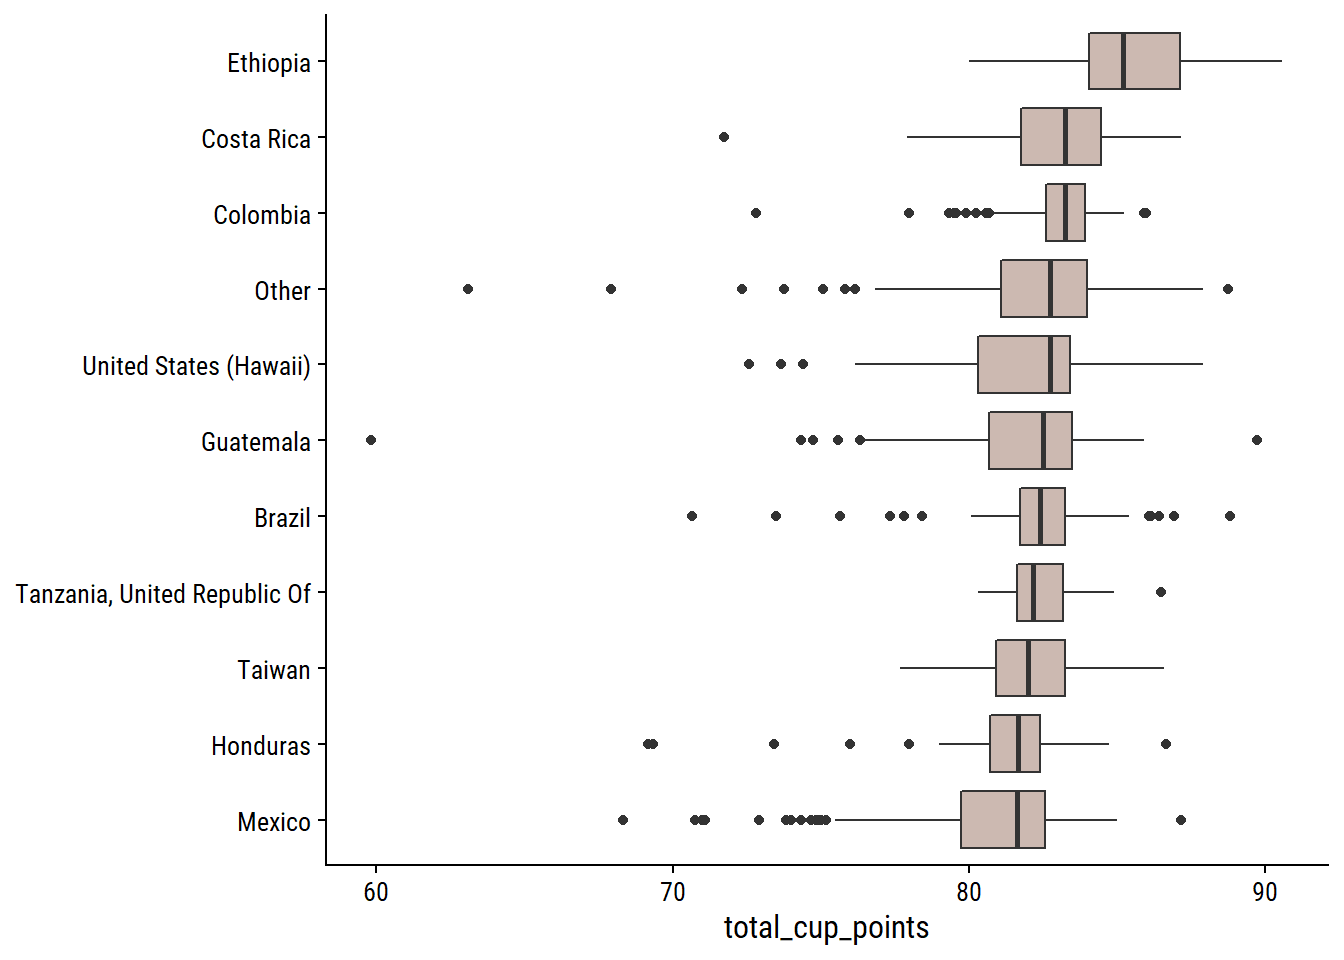 Ethiopia
Costa Rica
Colombia
Other
United States (Hawaii)
Guatemala
Brazil
Tanzania, United Republic Of
Taiwan
Honduras
Mexico
60 70 80 90
total_cup_points